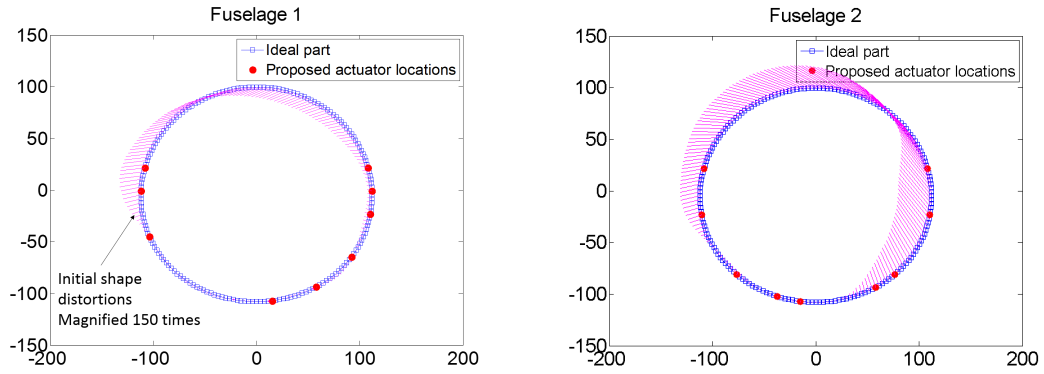 Fuselage 1
150
100
50
0
-50
-100
-150
-200
-100
0
100
200
Ideal part
Proposed actuator locations
Initial shape
distortions
Magnified 150 times
Fuselage 2
150
100
50
0
-50
-100
-150
-200
-100
0
100
200
Ideal part
Proposed actuator locations